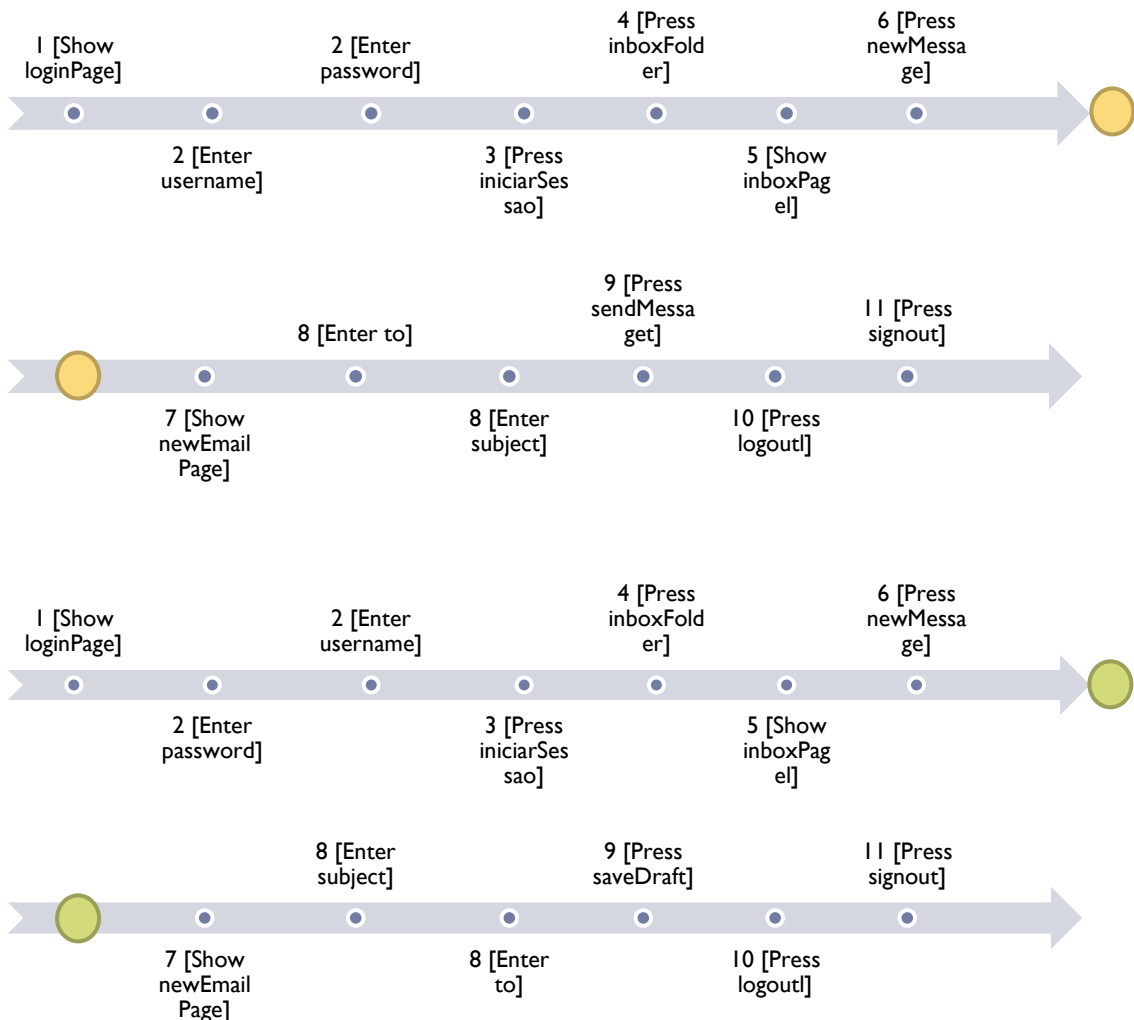 1 [Show
loginPage]
2 [Enter
username]
2 [Enter
password]
3 [Press
iniciarSes
sao]
4 [Press
inboxFold
er]
5 [Show
inboxPag
el]
6 [Press
newMessa
ge]
7 [Show
newEmail
Page]
8 [Enter to]
8 [Enter
subject]
9 [Press
sendMessa
get]
10 [Press
logoutl]
11 [Press
signout]
1 [Show
loginPage]
2 [Enter
password]
2 [Enter
username]
3 [Press
iniciarSes
sao]
4 [Press
inboxFold
er]
5 [Show
inboxPag
el]
6 [Press
newMessa
ge]
7 [Show
newEmail
Page]
8 [Enter
subject]
8 [Enter
to]
9 [Press
saveDraft]
10 [Press
logoutl]
11 [Press
signout]